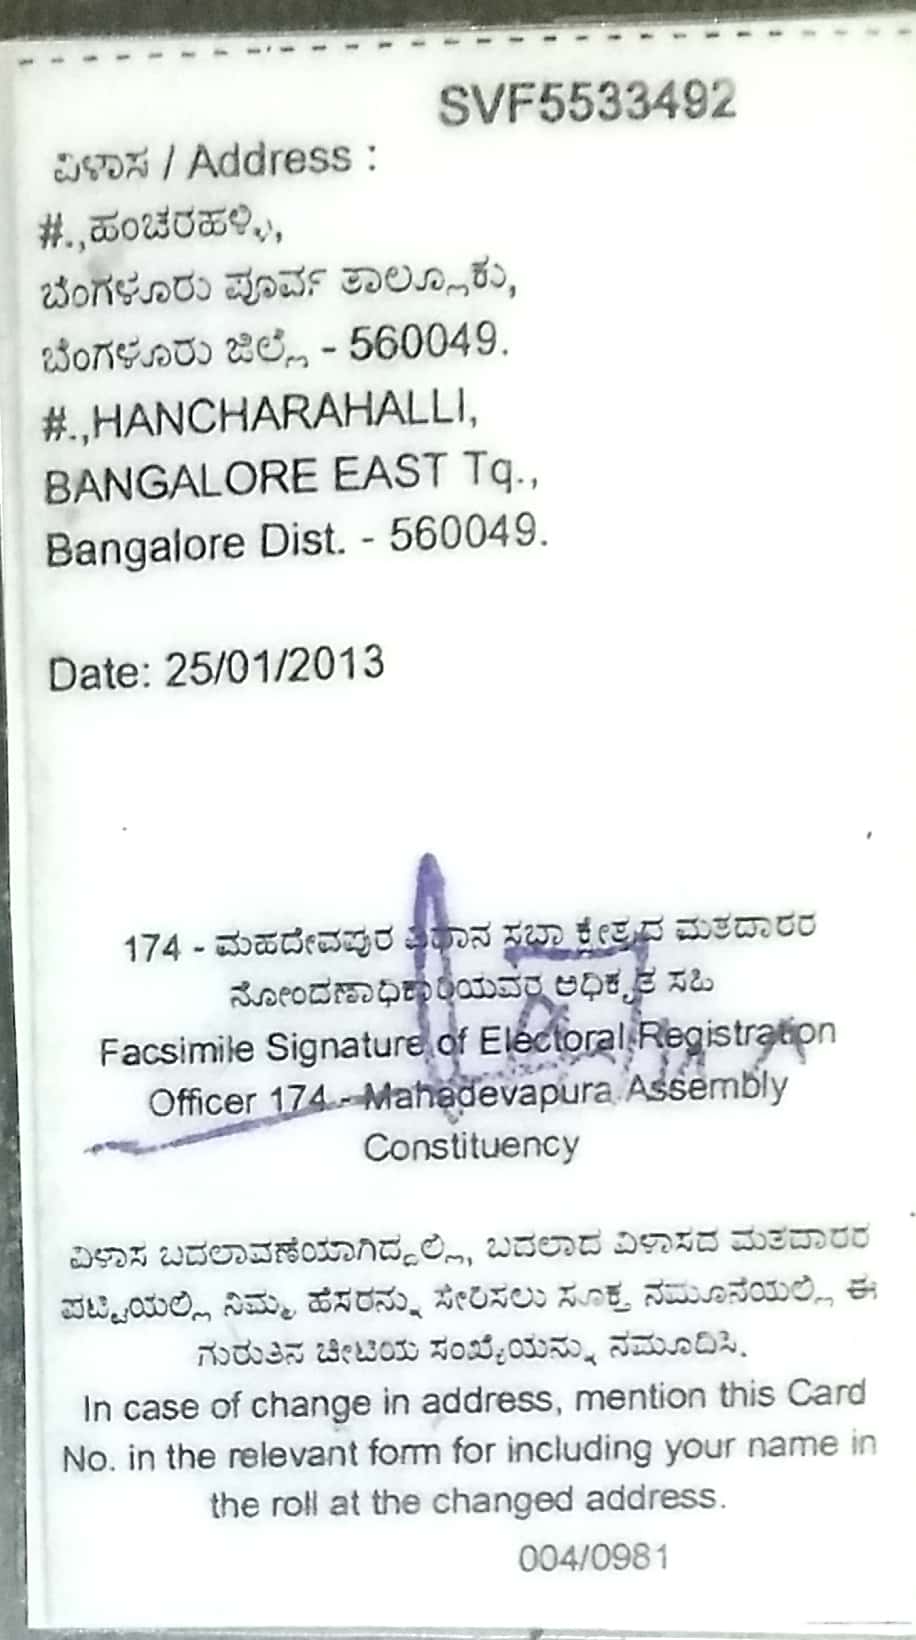 SVF5533492
ವಿಳಾಸ / Address :
#.,ಹಂಚರಹಳ್ಳಿ,
ಬೆಂಗಳೂರು ಪೂರ್ವ ತಾಲ್ಲೂಕು,
ಬೆಂಗಳೂರು ಜಿಲ್ಲೆ - 560049.
#.,HANCHARAHALLI,
BANGALORE EAST Tq.,
Bangalore Dist. - 560049.
Date: 25/01/2013
174 - ಮಹದೇವಪುರ ವಿಧಾನ ಸಭಾ ಕ್ಷೇತ್ರದ ಮತದಾರರ
ನೋಂದಣಾಧಿಕಾರಿಯವರ ಅಧಿಕೃತ ಸಹಿ
Facsimile Signature of Electoral Registration
Officer 174 - Mahadevapura Assembly
Constituency
ವಿಳಾಸ ಬದಲಾವಣೆಯಾಗಿದ್ದಲ್ಲಿ, ಬದಲಾದ ವಿಳಾಸದ ಮತದಾರರ
ಪಟ್ಟಿಯಲ್ಲಿ ನಿಮ್ಮ ಹೆಸರನ್ನು ಸೇರಿಸಲು ಸೂಕ್ತ ನಮೂನೆಯಲ್ಲಿ ಈ
ಗುರುತಿನ ಚೀಟಿಯ ಸಂಖ್ಯೆಯನ್ನು ನಮೂದಿಸಿ.
In case of change in address, mention this Card
No. in the relevant form for including your name in
the roll at the changed address.
004/0981